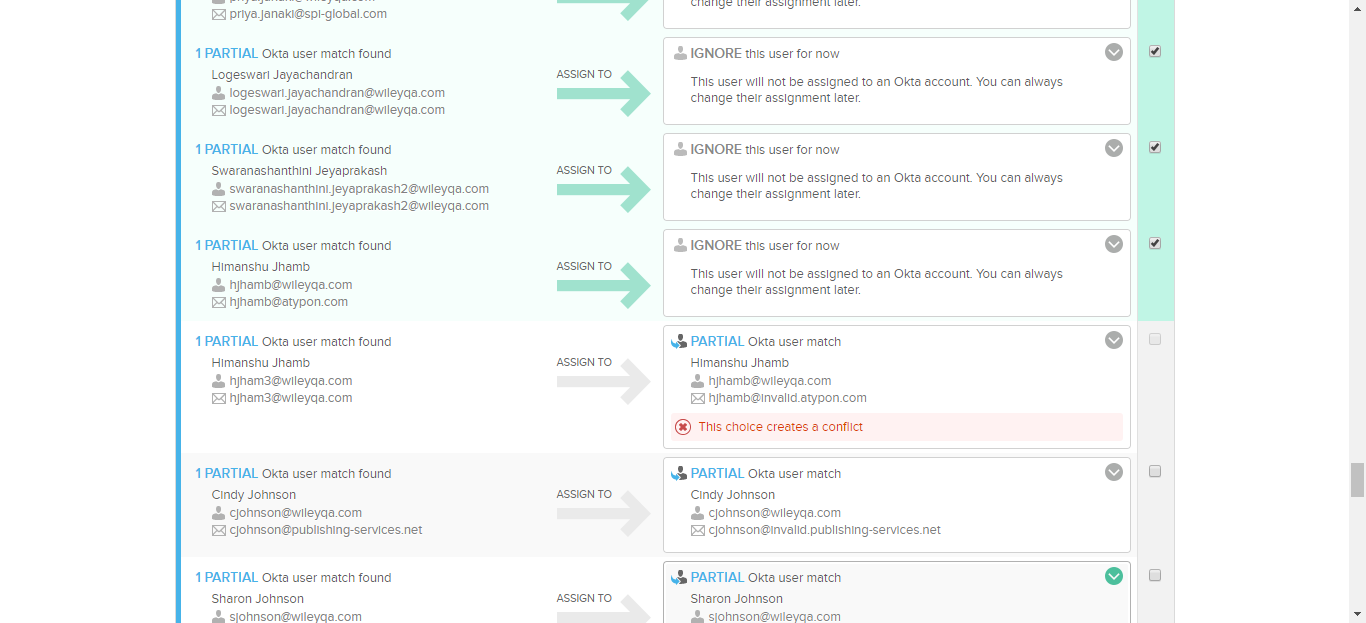 priya.janaki@spi-global.com
change their assignment later.
1 PARTIAL Okta user match found
Logeswari Jayachandran
logeswari.jayachandran@wileyqa.com
logeswari.jayachandran@wileyqa.com
ASSIGN TO
IGNORE this user for now
This user will not be assigned to an Okta account. You can always
change their assignment later.
1 PARTIAL Okta user match found
Swaranashanthini Jeyaprakash
swaranashanthini.jeyaprakash2@wileyqa.com
swaranashanthini.jeyaprakash2@wileyqa.com
ASSIGN TO
IGNORE this user for now
This user will not be assigned to an Okta account. You can always
change their assignment later.
1 PARTIAL Okta user match found
Himanshu Jhamb
hjhamb@wileyqa.com
hjhamb@atypon.com
ASSIGN TO
IGNORE this user for now
This user will not be assigned to an Okta account. You can always
change their assignment later.
1 PARTIAL Okta user match found
Himanshu Jhamb
hjham3@wileyqa.com
hjham3@wileyqa.com
ASSIGN TO
PARTIAL Okta user match
Himanshu Jhamb
hjhamb@wileyqa.com
hjhamb@invalid.atypon.com
This choice creates a conflict
1 PARTIAL Okta user match found
Cindy Johnson
cjohnson@wileyqa.com
cjohnson@publishing-services.net
ASSIGN TO
PARTIAL Okta user match
Cindy Johnson
cjohnson@wileyqa.com
cjohnson@invalid.publishing-services.net
1 PARTIAL Okta user match found
Sharon Johnson
sjohnson@wileyqa.com
ASSIGN TO
PARTIAL Okta user match
Sharon Johnson
sjohnson@wileyqa.com